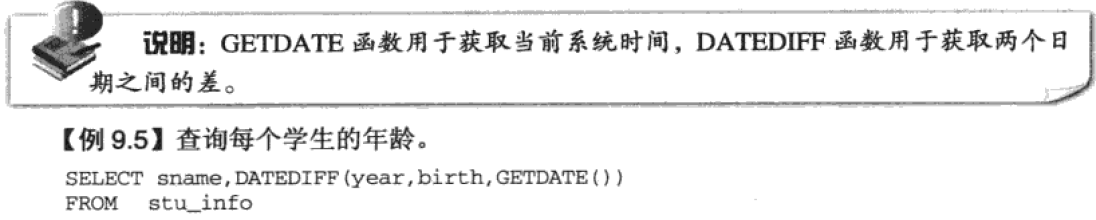 说明：GETDATE 函数用于获取当前系统时间，DATEDIFF 函数用于获取两个日
期之间的差。
【例 9.5】查询每个学生的年龄。
SELECT sname,DATEDIFF(year,birth,GETDATE())
FROM stu_info